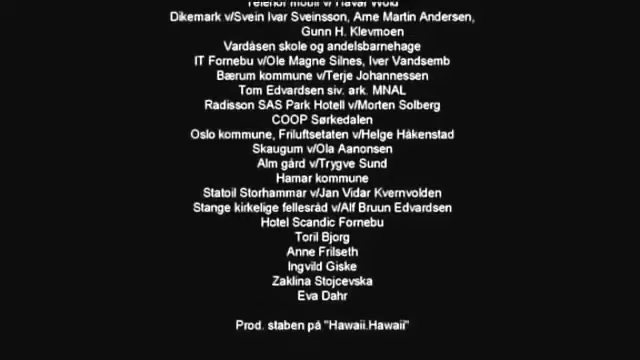 Telenor mobil v/ Håvar Wold
Dikemark v/Svein Ivar Sveinsson, Arne Martin Andersen,
Gunn H. Klevmoen
Vardåsen skole og andelsbarnehage
IT Fornebu v/Ole Magne Silnes, Iver Vandsemb
Bærum kommune v/Terje Johannessen
Tom Edvardsen siv. ark. MNAL
Radisson SAS Park Hotell v/Morten Solberg
COOP Sørkedalen
Oslo kommune, Friluftsetaten v/Helge Håkenstad
Skaugum v/Ola Aanonsen
Alm gård v/Trygve Sund
Hamar kommune
Statoil Storhammar v/Jan Vidar Kvernvolden
Stange kirkelige fellesråd v/Alf Bruun Edvardsen
Hotel Scandic Fornebu
Toril Bjorg
Anne Frilseth
Ingvild Giske
Zaklina Stojcevska
Eva Dahr
Prod. staben på "Hawaii.Hawaii"